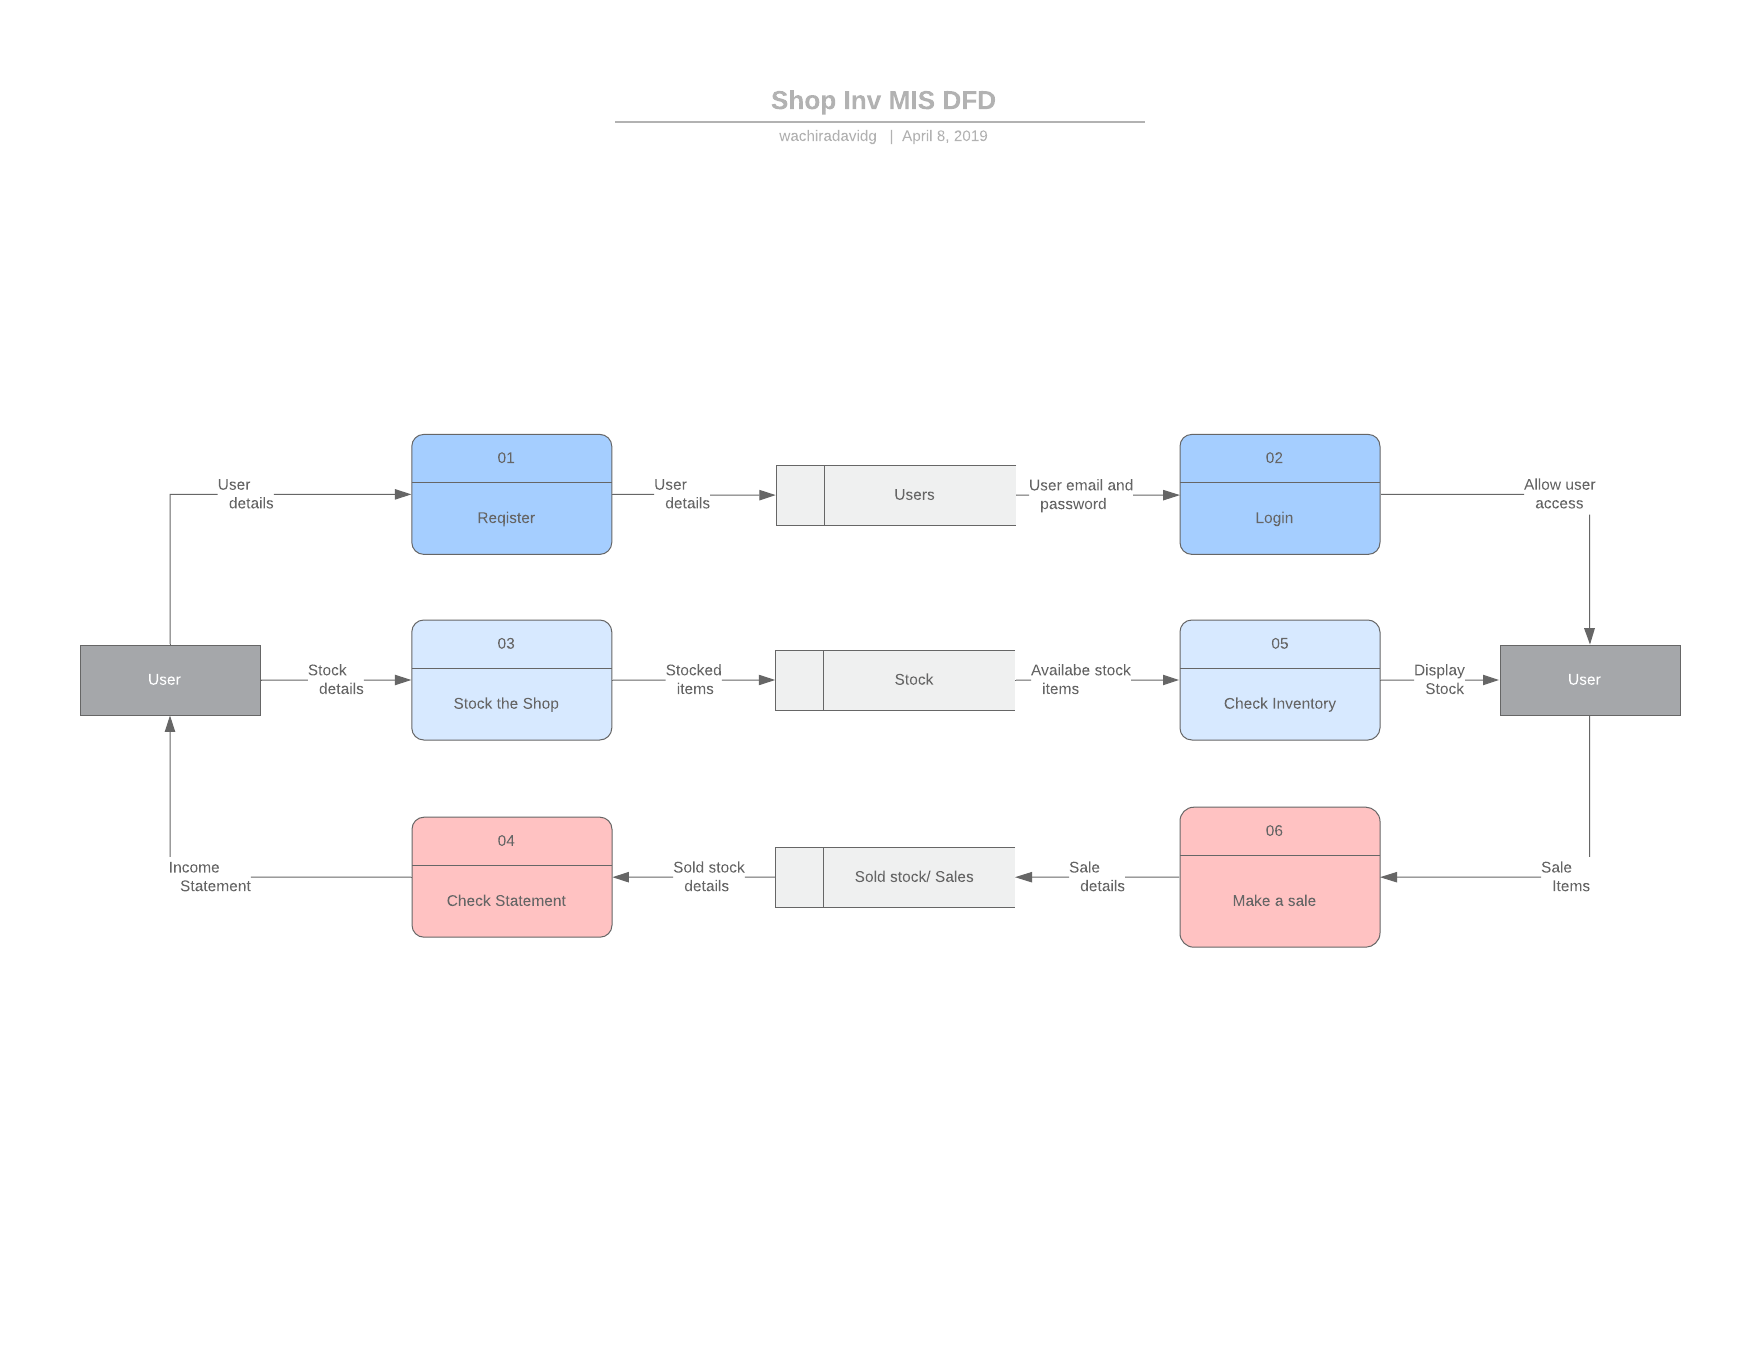 Shop Inv MIS DFD
wachiradavidg | April 8, 2019
01
Reqister
User
details
User
details
Users
User email and
password
02
Login
Allow user
access
User
Stock
details
03
Stock the Shop
Stocked
items
Stock
Availabe stock
items
05
Check Inventory
Display
Stock
User
Income
Statement
04
Check Statement
Sold stock
details
Sold stock/ Sales
Sale
details
06
Make a sale
Sale
Items